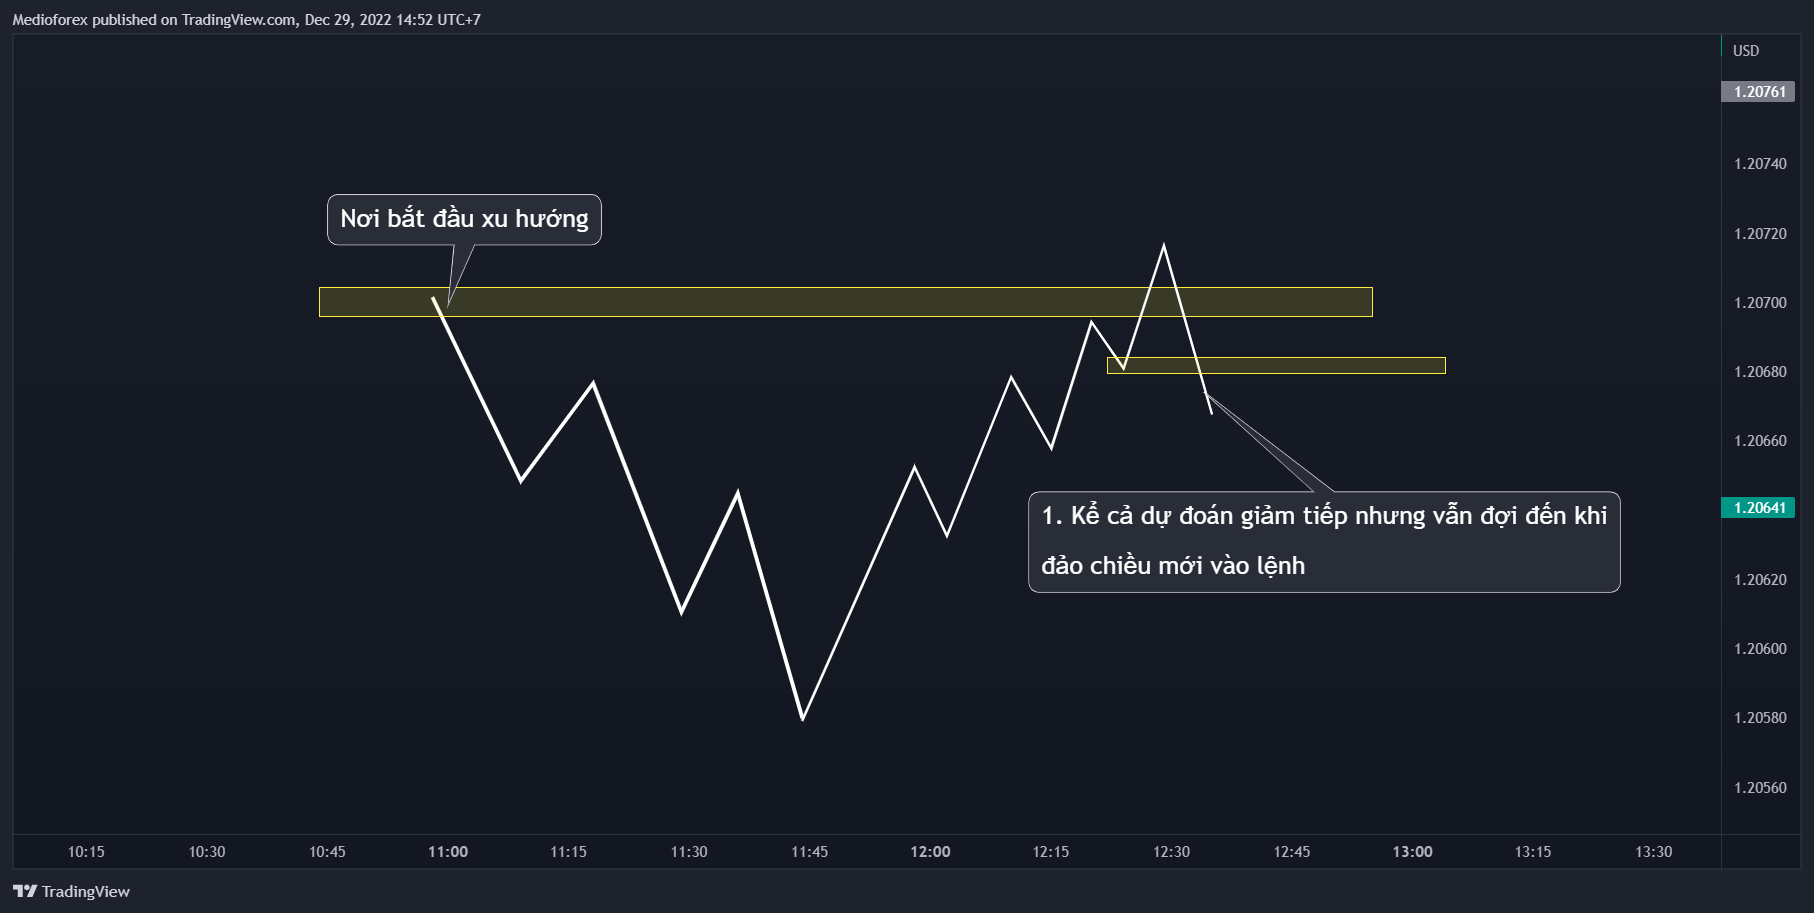 Medioforex published on TradingView.com, Dec 29, 2022 14:52 UTC+7
USD
1.20761
1.20740
Nơi bắt đầu xu hướng
1.20720
1.20700
1.20680
1.20660
1. Kể cả dự đoán giảm tiếp nhưng vẫn đợi đến khi
đảo chiều mới vào lệnh
1.20641
1.20620
1.20600
1.20580
1.20560
10:15 10:30 10:45 11:00 11:15 11:30 11:45 12:00 12:15 12:30 12:45 13:00 13:15 13:30
TradingView